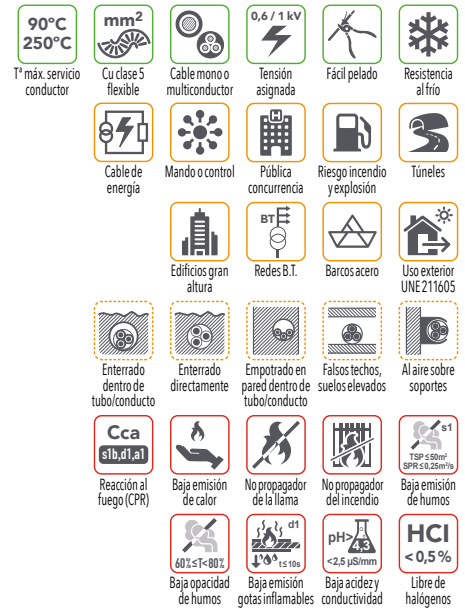 90°C
250°C
mm²
0,6 / 1 kV
Tª máx. servicio
conductor
Cu clase 5
flexible
Cable mono o
multiconductor
Tensión
asignada
Fácil pelado
Resistencia
al frío
H
Cable de
energía
Mando o control
Pública
concurrencia
Riesgo incendio
y explosión
Túneles
BT
Edificios gran
altura
Redes B.T.
Barcos acero
Uso exterior
UNE 211605
Enterrado
dentro de
tubo/conducto
Enterrado
directamente
Empotrado en
pared dentro de
tubo/conducto
Falsos techos,
suelos elevados
Al aire sobre
soportes
Cca
s1b,d1,a1
s1
TSP≤50m²
SPR≤0,25m²/s
Reacción al
fuego (CPR)
Baja emisión
de calor
No propagador
de la llama
No propagador
del incendio
Baja emisión
de humos
60%≤T<80%
d1
t≤10s
pH>
4,3
<2,5 µS/mm
HCl
<0,5%
Baja opacidad
de humos
Baja emisión
gotas inflamables
Baja acidez y
conductividad
Libre de
halógenos